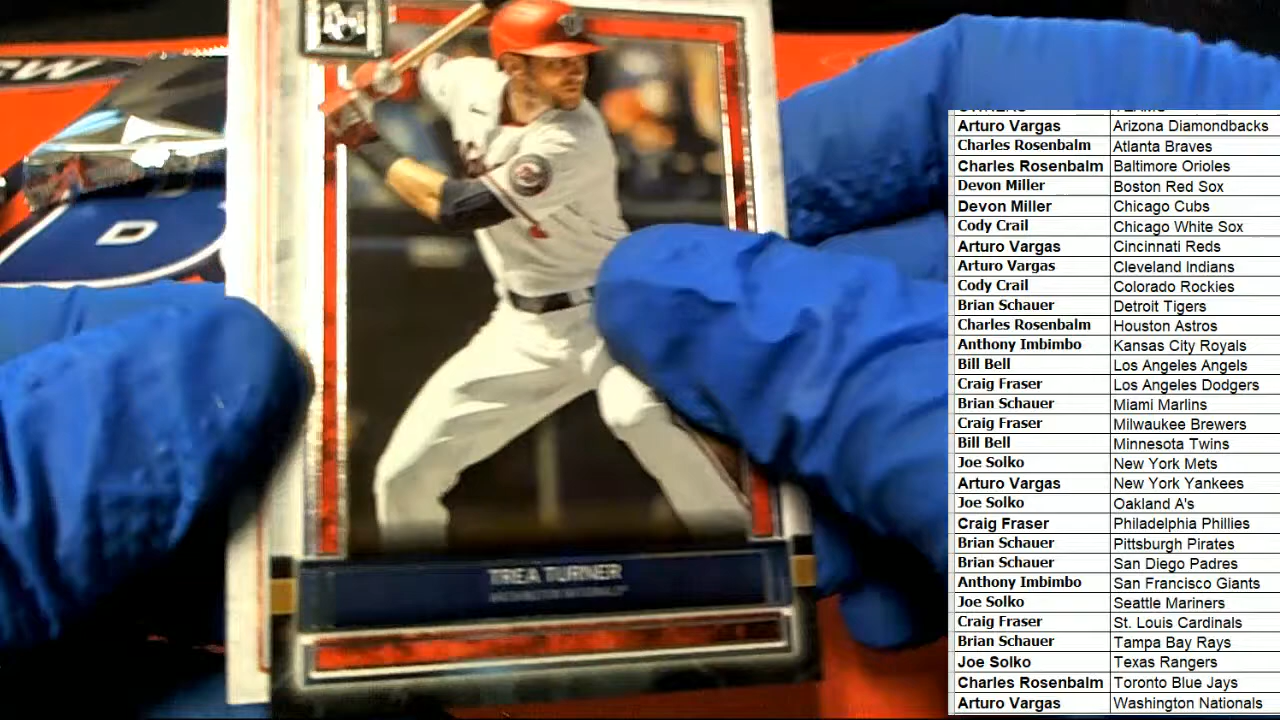 ew
D
TREA TURNER
Arturo Vargas Arizona Diamondbacks
Charles Rosenbalm Atlanta Braves
Charles Rosenbalm Baltimore Orioles
Devon Miller Boston Red Sox
Devon Miller Chicago Cubs
Cody Crail Chicago White Sox
Arturo Vargas Cincinnati Reds
Arturo Vargas Cleveland Indians
Cody Crail Colorado Rockies
Brian Schauer Detroit Tigers
Charles Rosenbalm Houston Astros
Anthony Imbimbo Kansas City Royals
Bill Bell Los Angeles Angels
Craig Fraser Los Angeles Dodgers
Brian Schauer Miami Marlins
Craig Fraser Milwaukee Brewers
Bill Bell Minnesota Twins
Joe Solko New York Mets
Arturo Vargas New York Yankees
Joe Solko Oakland A's
Craig Fraser Philadelphia Phillies
Brian Schauer Pittsburgh Pirates
Brian Schauer San Diego Padres
Anthony Imbimbo San Francisco Giants
Joe Solko Seattle Mariners
Craig Fraser St. Louis Cardinals
Brian Schauer Tampa Bay Rays
Joe Solko Texas Rangers
Charles Rosenbalm Toronto Blue Jays
Arturo Vargas Washington Nationals